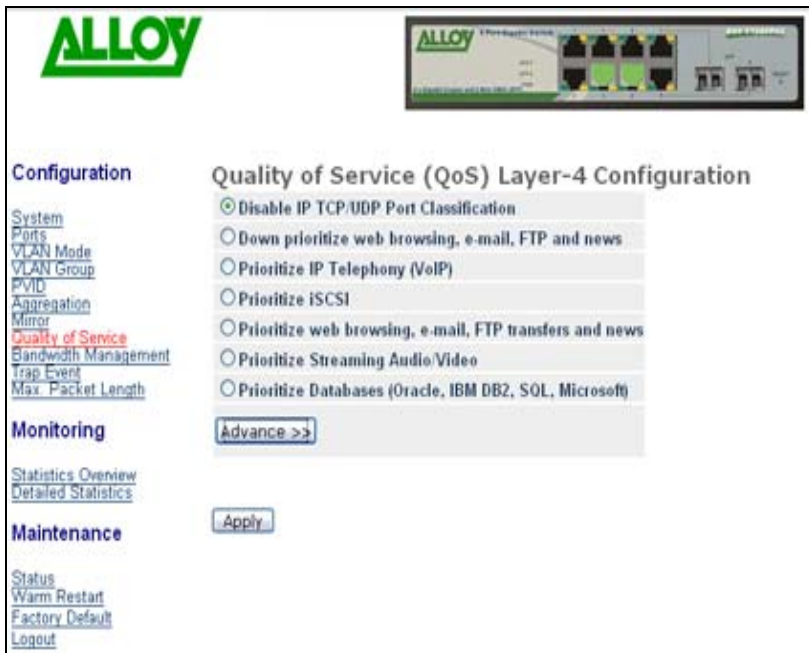 ALLOY
ALLOY
Configuration
System
Ports
VLAN Mode
VLAN Group
PVID
Aggregation
Mirror
Quality of Service
Bandwidth Management
Trap Event
Max. Packet Length
Monitoring
Statistics Overview
Detailed Statistics
Maintenance
Status
Warm Restart
Factory Default
Logout
Quality of Service (QoS) Layer-4 Configuration
Disable IP TCP/UDP Port Classification
Down prioritize web browsing, e-mail, FTP and news
Prioritize IP Telephony (VoIP)
Prioritize iSCSI
Prioritize web browsing, e-mail, FTP transfers and news
Prioritize Streaming Audio/Video
Prioritize Databases (Oracle, IBM DB2, SQL, Microsoft)
Advance >>
Apply